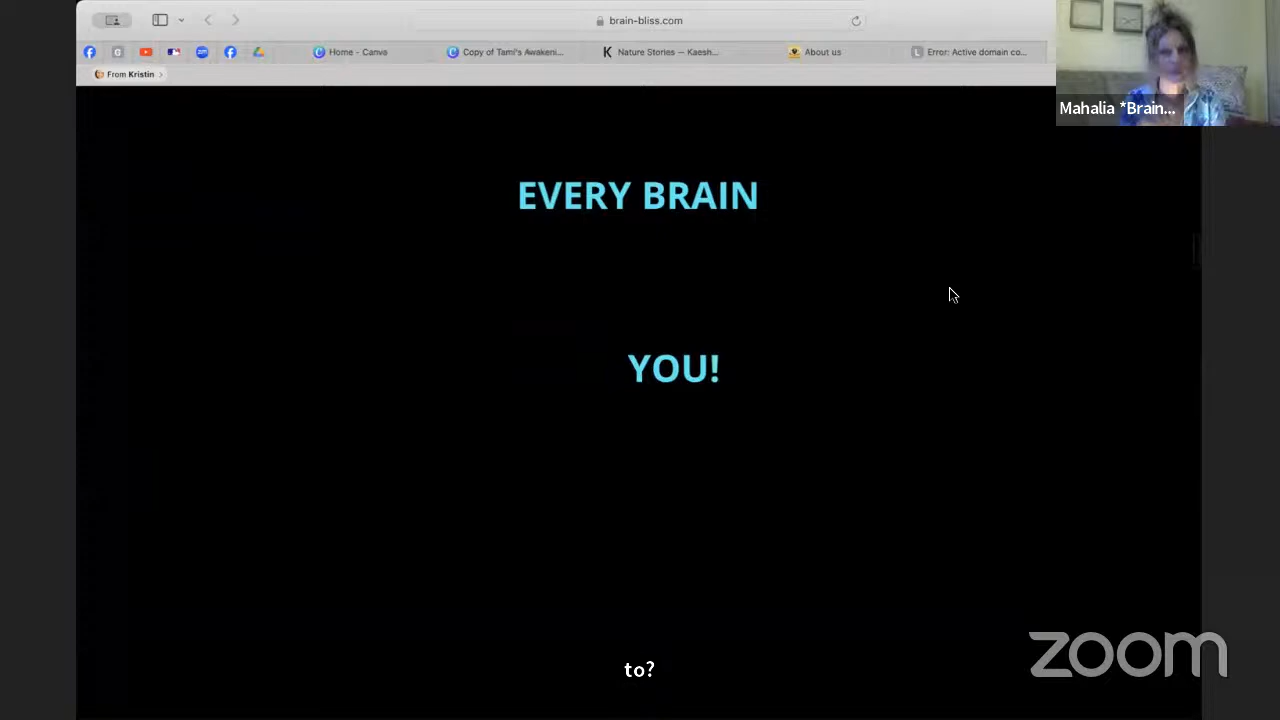 brain-bliss.com
Home – Canva
Copy of Tami's Awakeni...
Nature Stories — Kaesh...
About us
Error: Active domain co...
From Kristin
Mahalia *Brain...
EVERY BRAIN
YOU!
to?
zoom